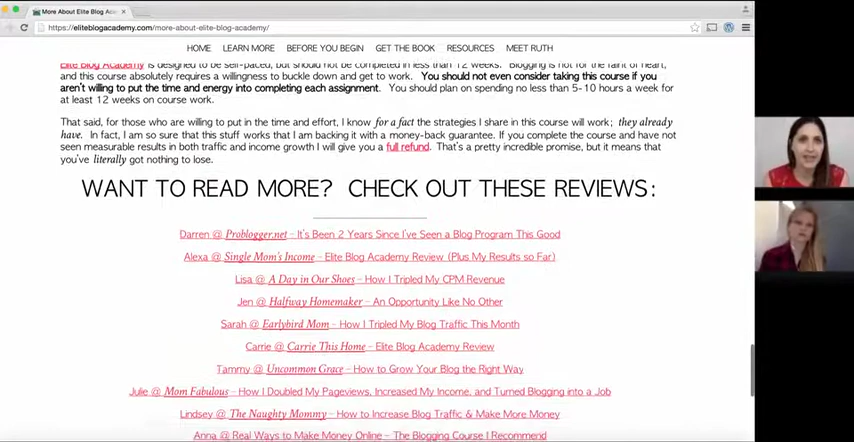 More About Elite Blog Aca
https://eliteblogacademy.com/more-about-elite-blog-academy/
HOME LEARN MORE BEFORE YOU BEGIN GET THE BOOK RESOURCES MEET RUTH
Elite Blog Academy is designed to be self-paced, but should not be completed in less than 12 weeks. Blogging is not for the faint of heart,
and this course absolutely requires a willingness to buckle down and get to work. You should not even consider taking this course if you
aren't willing to put the time and energy into completing each assignment. You should plan on spending no less than 5-10 hours a week for
at least 12 weeks on course work.
That said, for those who are willing to put in the time and effort, I know for a fact the strategies I share in this course will work; they already
have. In fact, I am so sure that this stuff works that I am backing it with a money-back guarantee. If you complete the course and have not
seen measurable results in both traffic and income growth I will give you a full refund. That's a pretty incredible promise, but it means that
you've literally got nothing to lose.
WANT TO READ MORE? CHECK OUT THESE REVIEWS:
Darren @ Problogger.net – It's Been 2 Years Since I've Seen a Blog Program This Good
Alexa @ Single Mom's Income – Elite Blog Academy Review (Plus My Results so Far)
Lisa @ A Day in Our Shoes – How I Tripled My CPM Revenue
Jen @ Halfway Homemaker – An Opportunity Like No Other
Sarah @ Earlybird Mom – How I Tripled My Blog Traffic This Month
Carrie @ Carrie This Home – Elite Blog Academy Review
Tammy @ Uncommon Grace – How to Grow Your Blog the Right Way
Julie @ Mom Fabulous – How I Doubled My Pageviews, Increased My Income, and Turned Blogging into a Job
Lindsey @ The Naughty Mommy – How to Increase Blog Traffic & Make More Money
Anna @ Real Ways to Make Money Online – The Blogging Course I Recommend